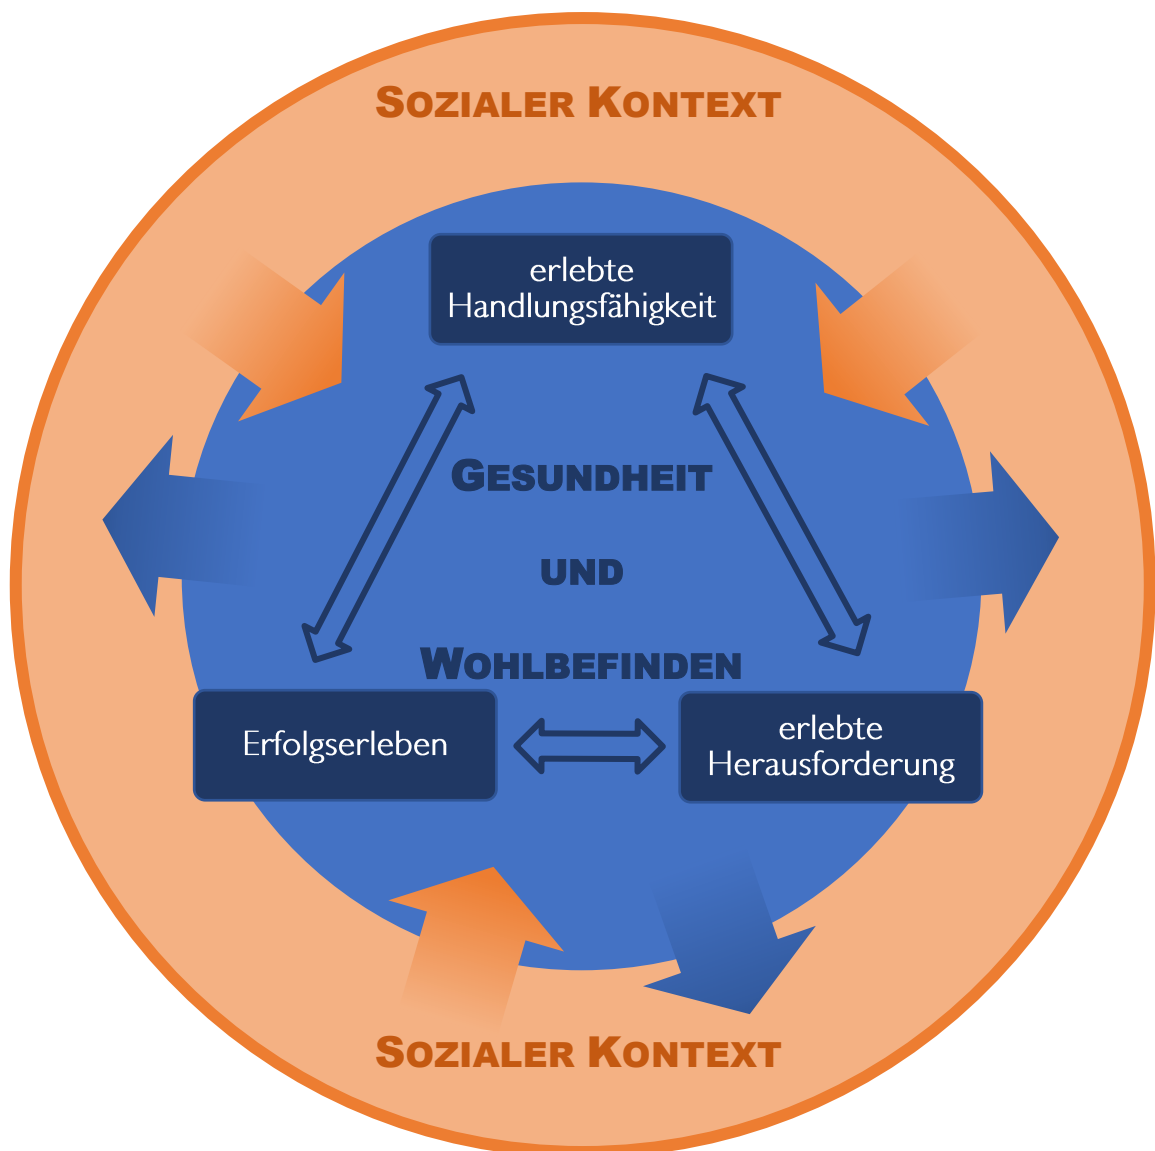 SOZIALER KONTEXT
erlebte
Handlungsfähigkeit
GESUNDHEIT
UND
WOHLBEFINDEN
Erfolgserleben
erlebte
Herausforderung
SOZIALER KONTEXT